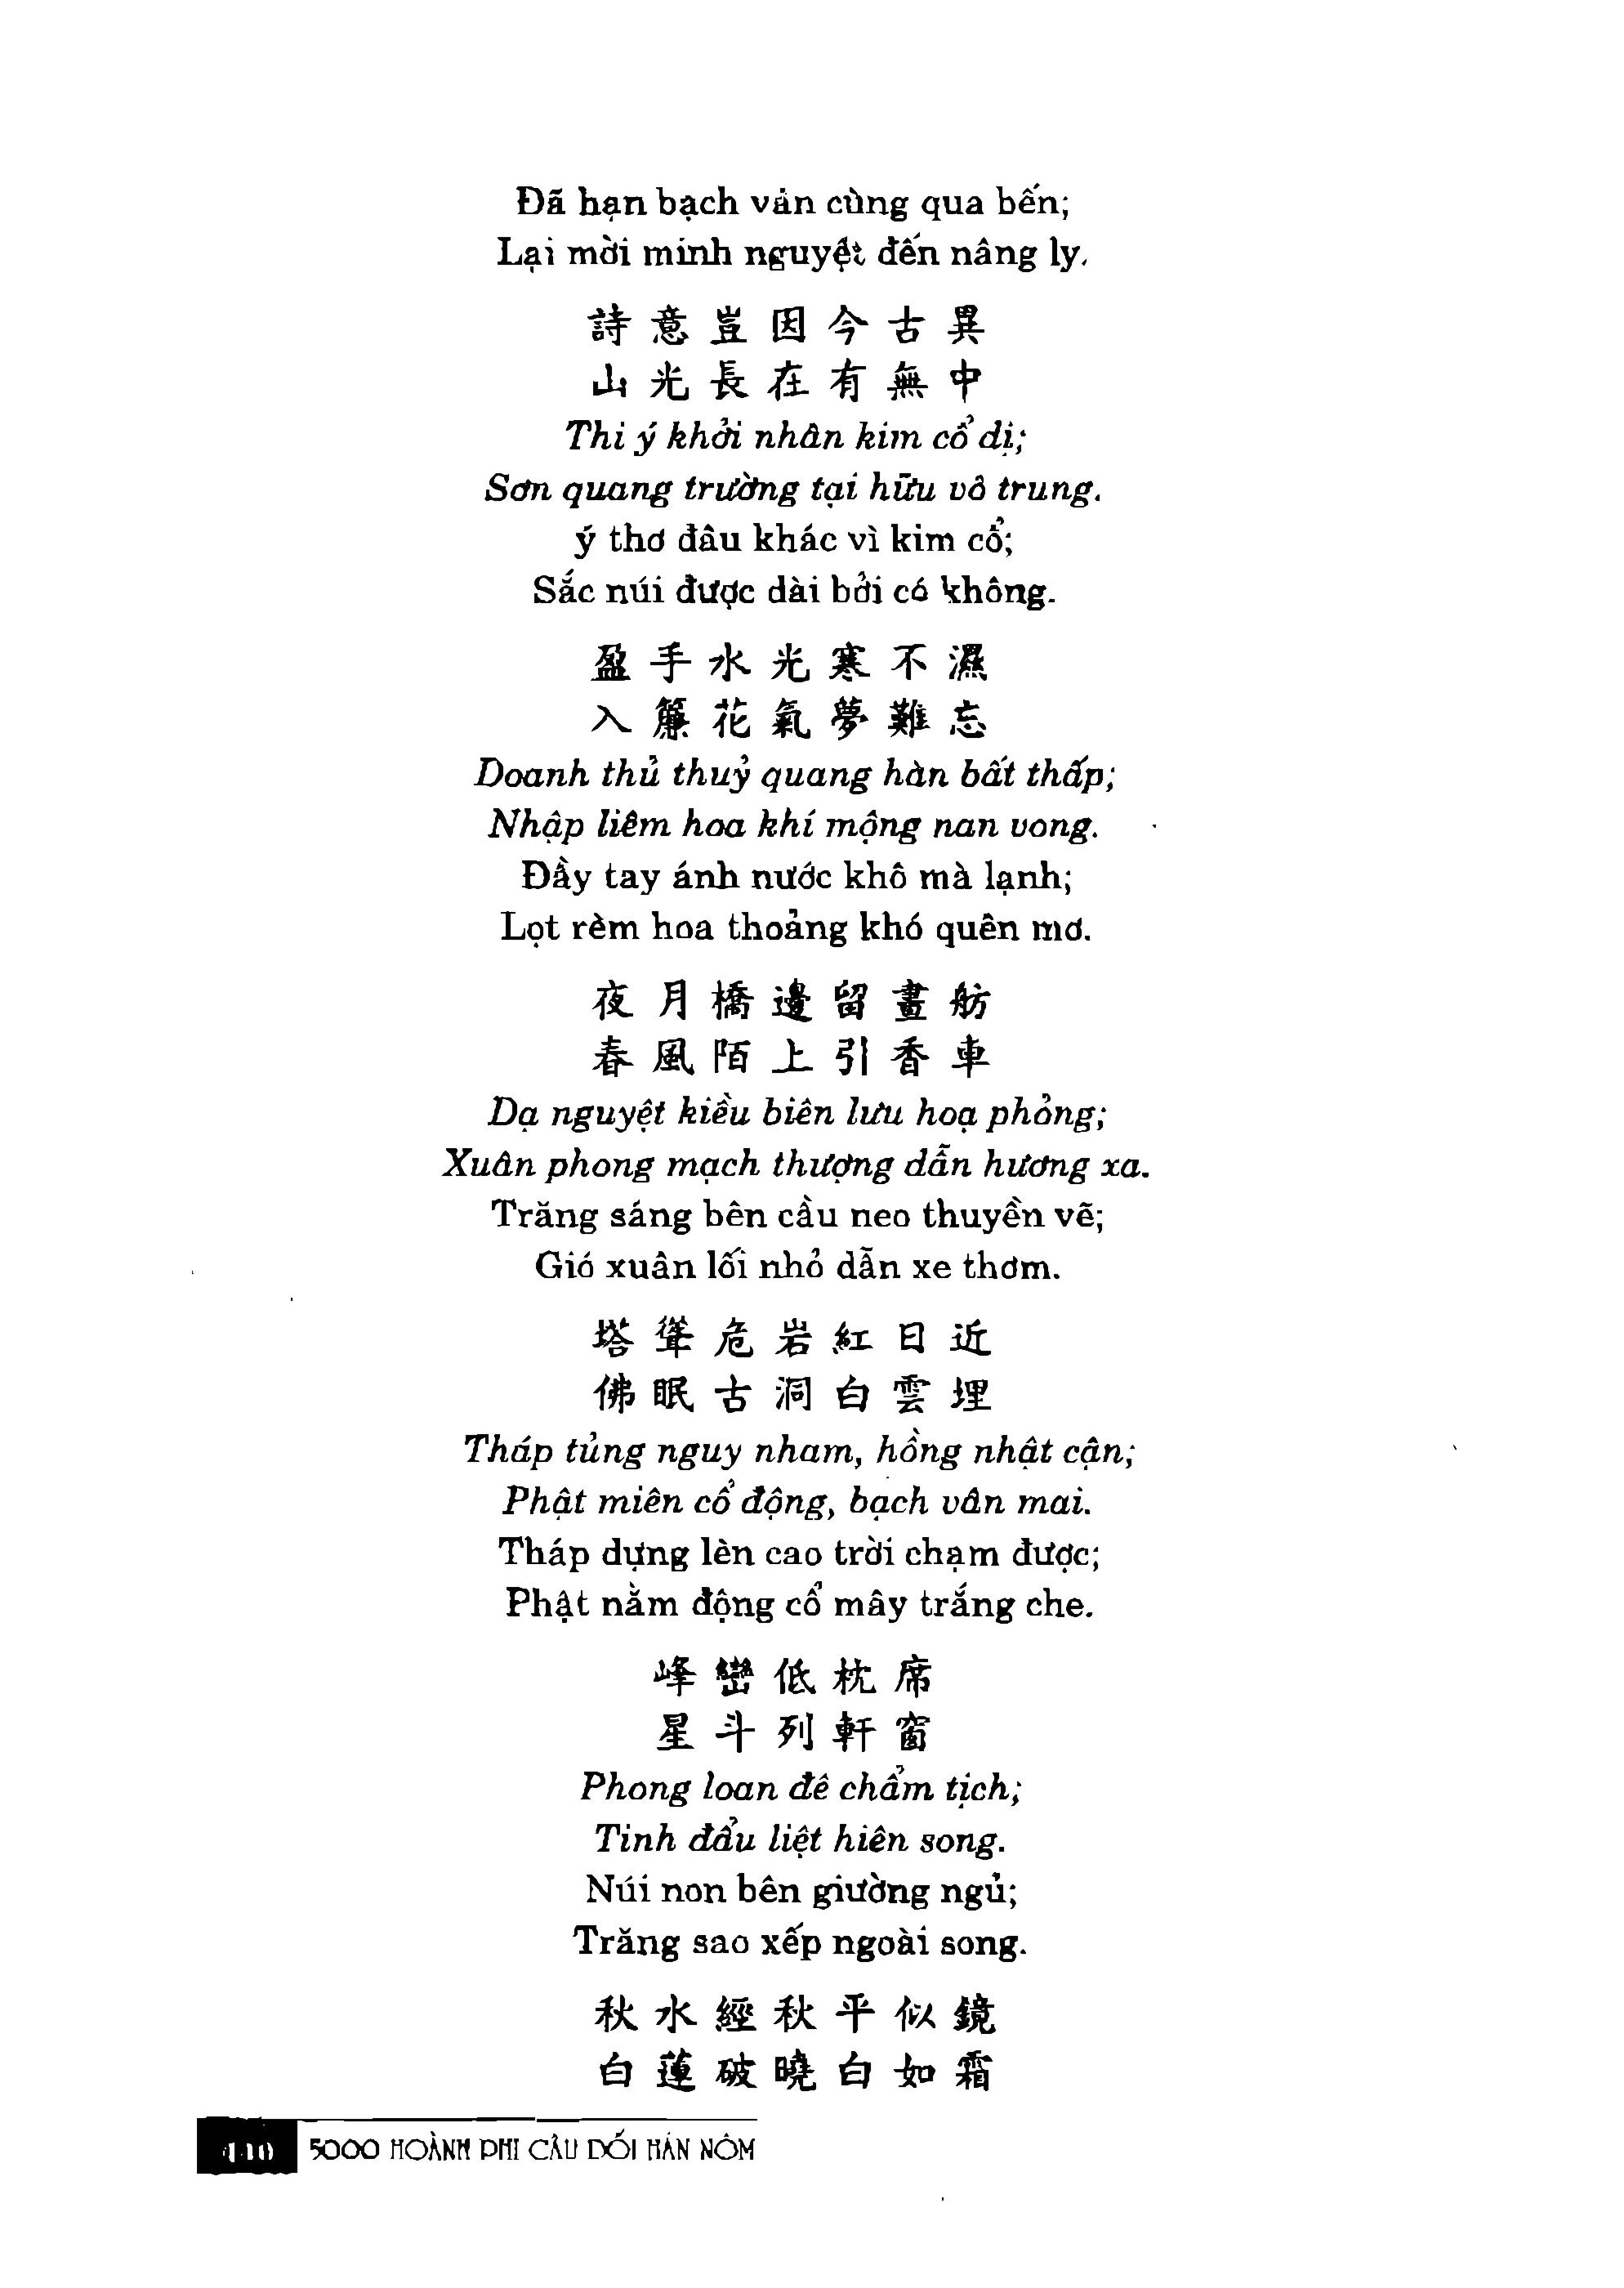 Đã hạn bạch vân cùng qua bến;
Lại mời minh nguyệt đến nâng ly.
詩意豈因今古異
山光長在有無中
Thi ý khởi nhân kim cổ dị;
Sơn quang trường tại hữu vô trung.
ý thơ đâu khác vì kim cổ;
Sắc núi được dài bởi có không.
盈手水光寒不濕
入簾花氣夢難忘
Doanh thủ thuỷ quang hàn bất thấp;
Nhập liêm hoa khí mộng nan vong.
Đầy tay ánh nước khô mà lạnh;
Lọt rèm hoa thoảng khó quên mơ.
夜月橋邊留畫舫
春風陌上引香車
Dạ nguyệt kiều biên lưu hoạ phỏng;
Xuân phong mạch thượng dẫn hương xa.
Trăng sáng bên cầu neo thuyền vẽ;
Gió xuân lối nhỏ dẫn xe thơm.
塔聳危岩紅日近
佛眠古洞白雲埋
Tháp tủng nguy nham, hồng nhật cận;
Phật miên cổ động, bạch vân mai.
Tháp dựng lèn cao trời chạm được;
Phật nằm động cổ mây trắng che.
峰巒低枕席
星斗列軒窗
Phong loan đê chẩm tịch;
Tinh đẩu liệt hiên song.
Núi non bên giường ngủ;
Trăng sao xếp ngoài song.
秋水經秋平似鏡
白蓮破曉白如霜
5000 HOÀNH PHI CÂU ĐỐI HÁN NÔM